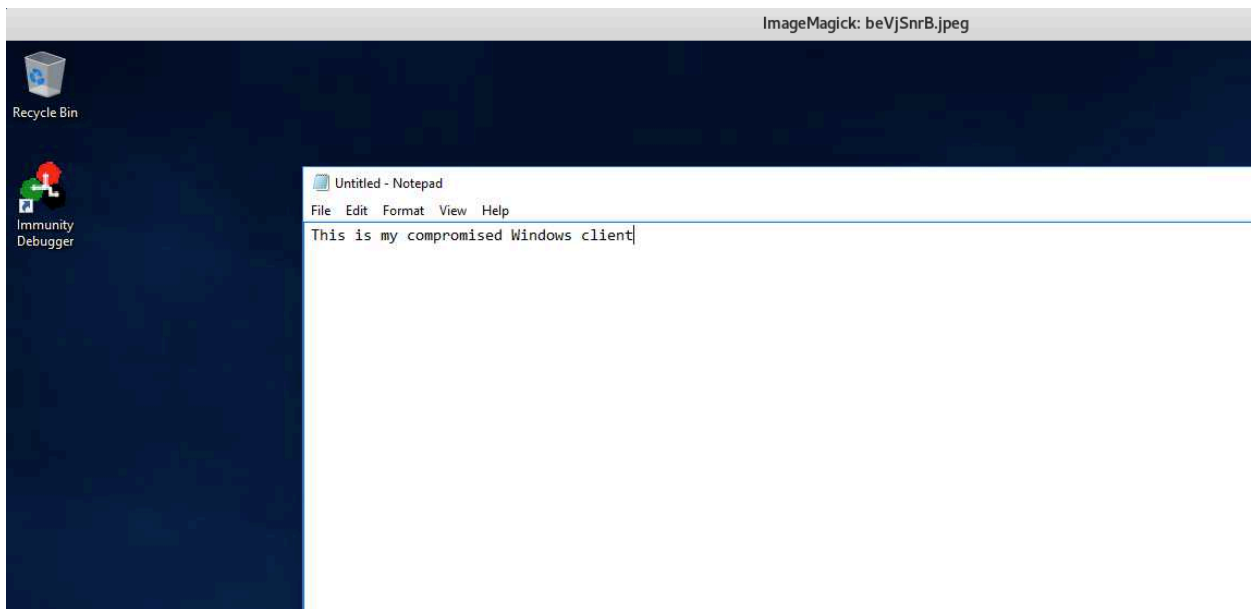 ImageMagick: beVjSnrB.jpeg
Recycle Bin
Immunity
Debugger
Untitled - Notepad
File Edit Format View Help
This is my compromised Windows client